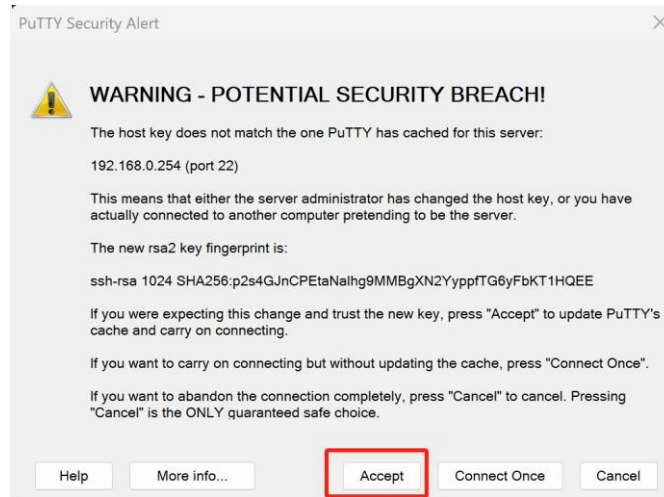 PuTTY Security Alert
WARNING - POTENTIAL SECURITY BREACH!
The host key does not match the one PuTTY has cached for this server:
192.168.0.254 (port 22)
This means that either the server administrator has changed the host key, or you have
actually connected to another computer pretending to be the server.
The new rsa2 key fingerprint is:
ssh-rsa 1024 SHA256:p2s4GJnCPEtaNalhg9MMBgXN2YyppfTG6yFbKT1HQEE
If you were expecting this change and trust the new key, press "Accept" to update PuTTY's
cache and carry on connecting.
If you want to carry on connecting but without updating the cache, press "Connect Once".
If you want to abandon the connection completely, press "Cancel" to cancel. Pressing
"Cancel" is the ONLY guaranteed safe choice.
Help More info... Accept Connect Once Cancel